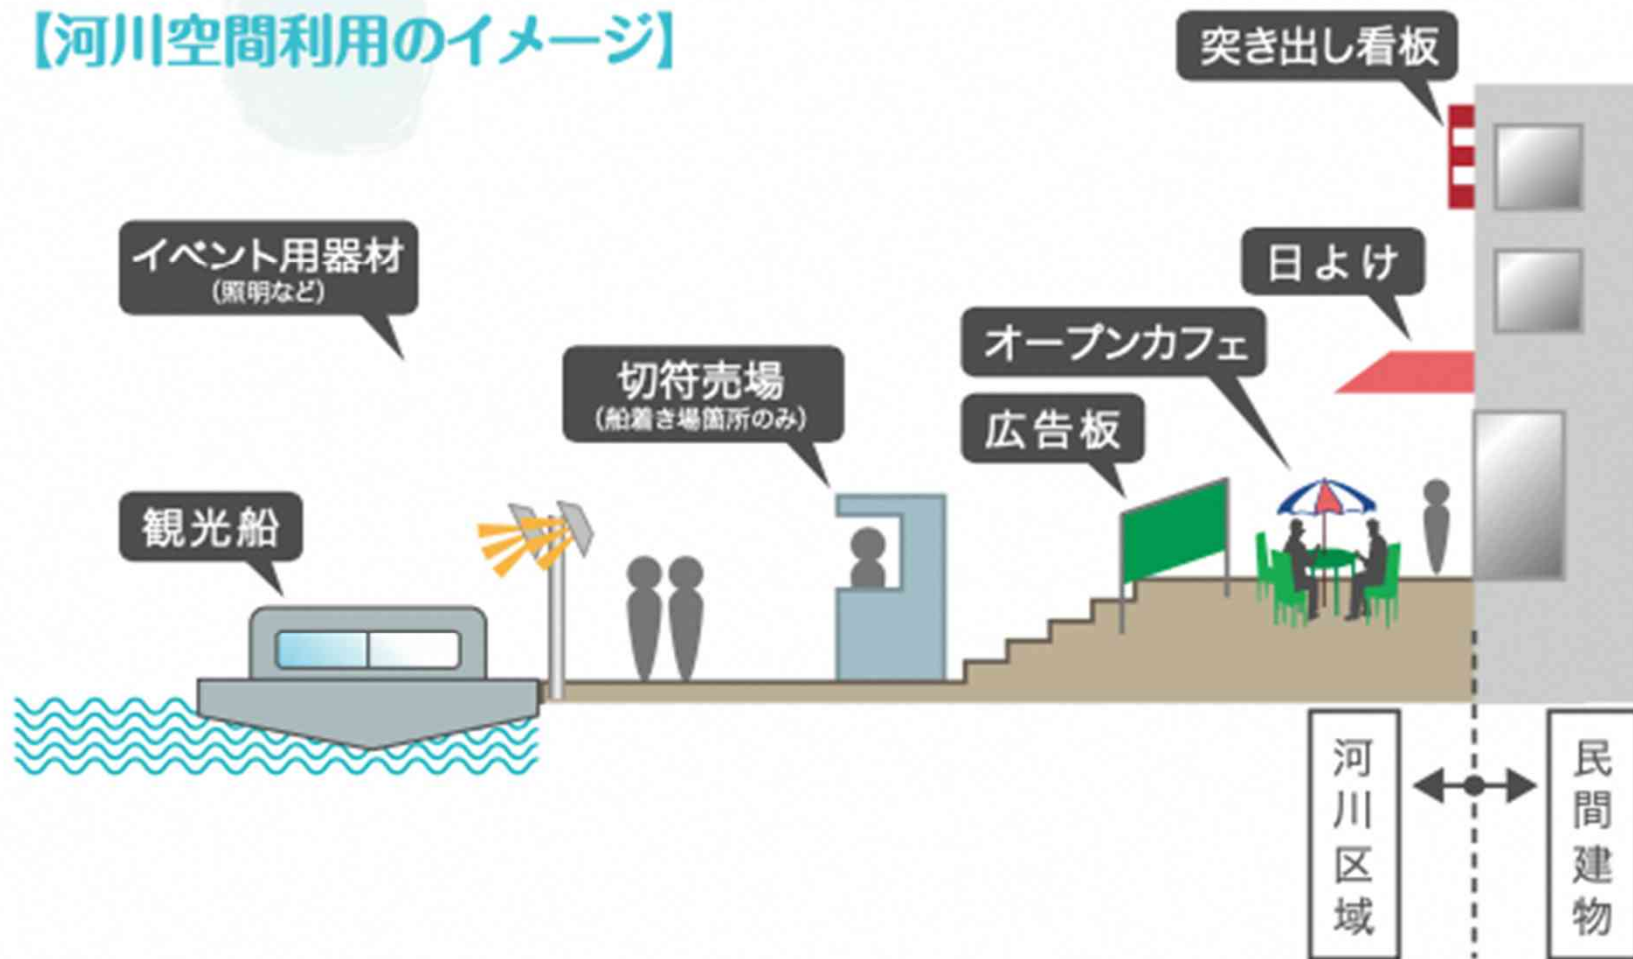 【河川空間利用のイメージ】
突き出し看板
イベント用器材
(照明など)
日よけ
オープンカフェ
切符売場
(船着き場箇所のみ)
広告板
観光船
河川区域
民間建物